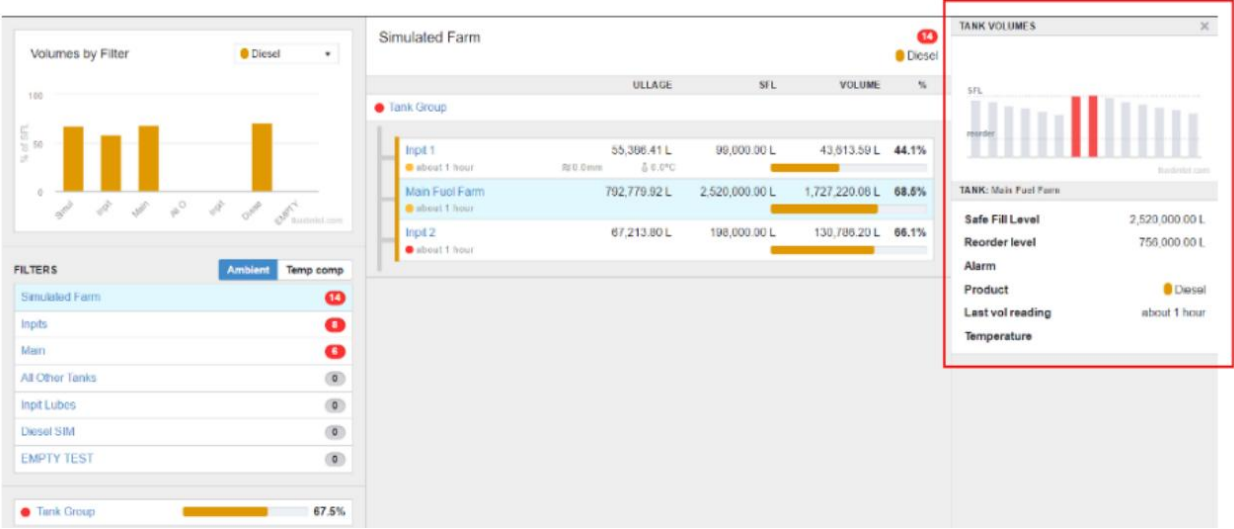 Volumes by Filter
Diesel
100
50
0
% of SFL
Simul
Inpit
Main
All O
Inpit
Diese
EMPTY
FILTERS
Ambient Temp comp
Simulated Farm 14
Inpits 8
Main 6
All Other Tanks 0
Inpit Lubes 0
Diesel SIM 0
EMPTY TEST 0
Tank Group 67.5%
Simulated Farm
14
Diesel
ULLAGE SFL VOLUME %
Tank Group
Inpit 1 55,386.41 L 99,000.00 L 43,613.59 L 44.1%
about 1 hour 0.0mm 0.0°C
Main Fuel Farm 792,779.92 L 2,520,000.00 L 1,727,220.08 L 68.5%
about 1 hour
Inpit 2 67,213.80 L 198,000.00 L 130,786.20 L 66.1%
about 1 hour
TANK VOLUMES ×
SFL
reorder
TANK: Main Fuel Farm
Safe Fill Level 2,520,000.00 L
Reorder level 756,000.00 L
Alarm
Product Diesel
Last vol reading about 1 hour
Temperature